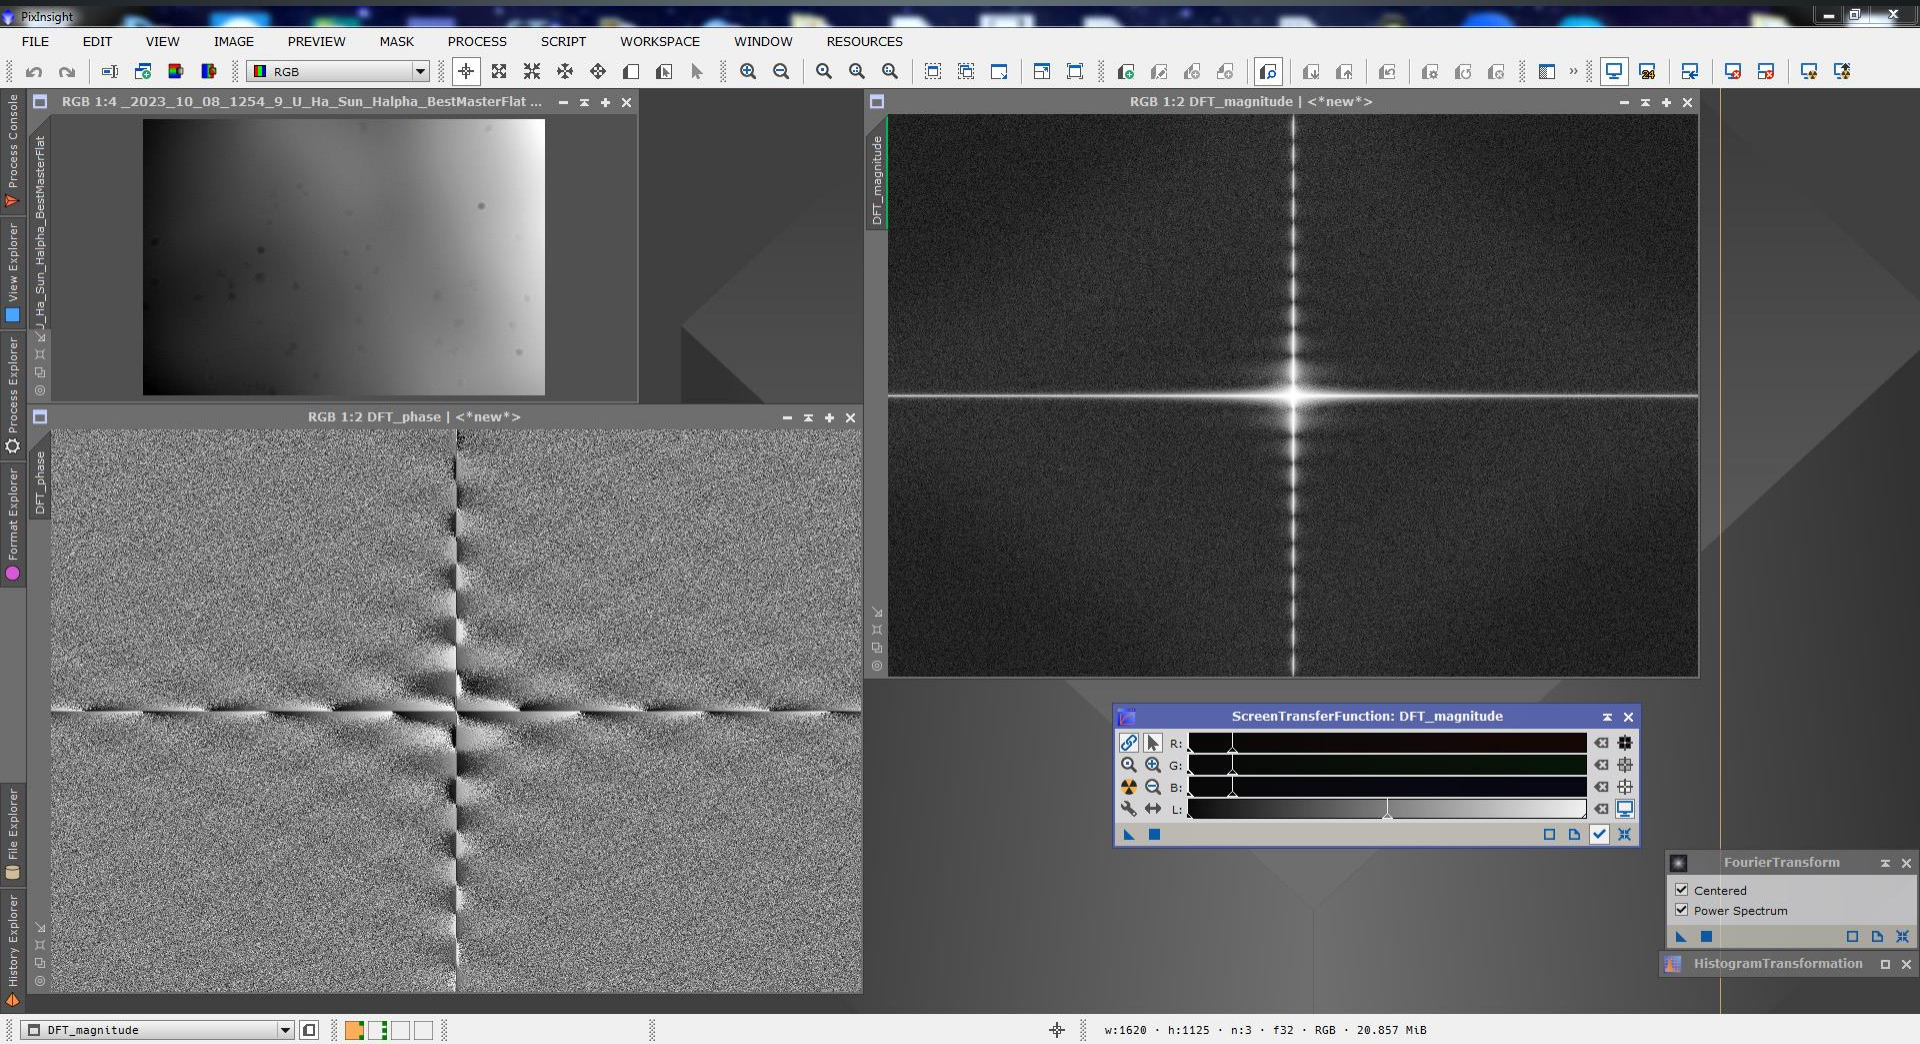 PixInsight
FILE EDIT VIEW IMAGE PREVIEW MASK PROCESS SCRIPT WORKSPACE WINDOW RESOURCES
RGB
24
»
Process Console
View Explorer
Process Explorer
Format Explorer
File Explorer
History Explorer
RGB 1:4 _2023_10_08_1254_9_U_Ha_Sun_Halpha_BestMasterFlat ...
U_Ha_Sun_Halpha_BestMasterFlat
RGB 1:2 DFT_phase | <*new*>
DFT_phase
RGB 1:2 DFT_magnitude | <*new*>
DFT_magnitude
ScreenTransferFunction: DFT_magnitude
R:
G:
B:
L:
FourierTransform
Centered
Power Spectrum
HistogramTransformation
DFT_magnitude
w:1620 · h:1125 · n:3 · f32 · RGB · 20.857 MiB